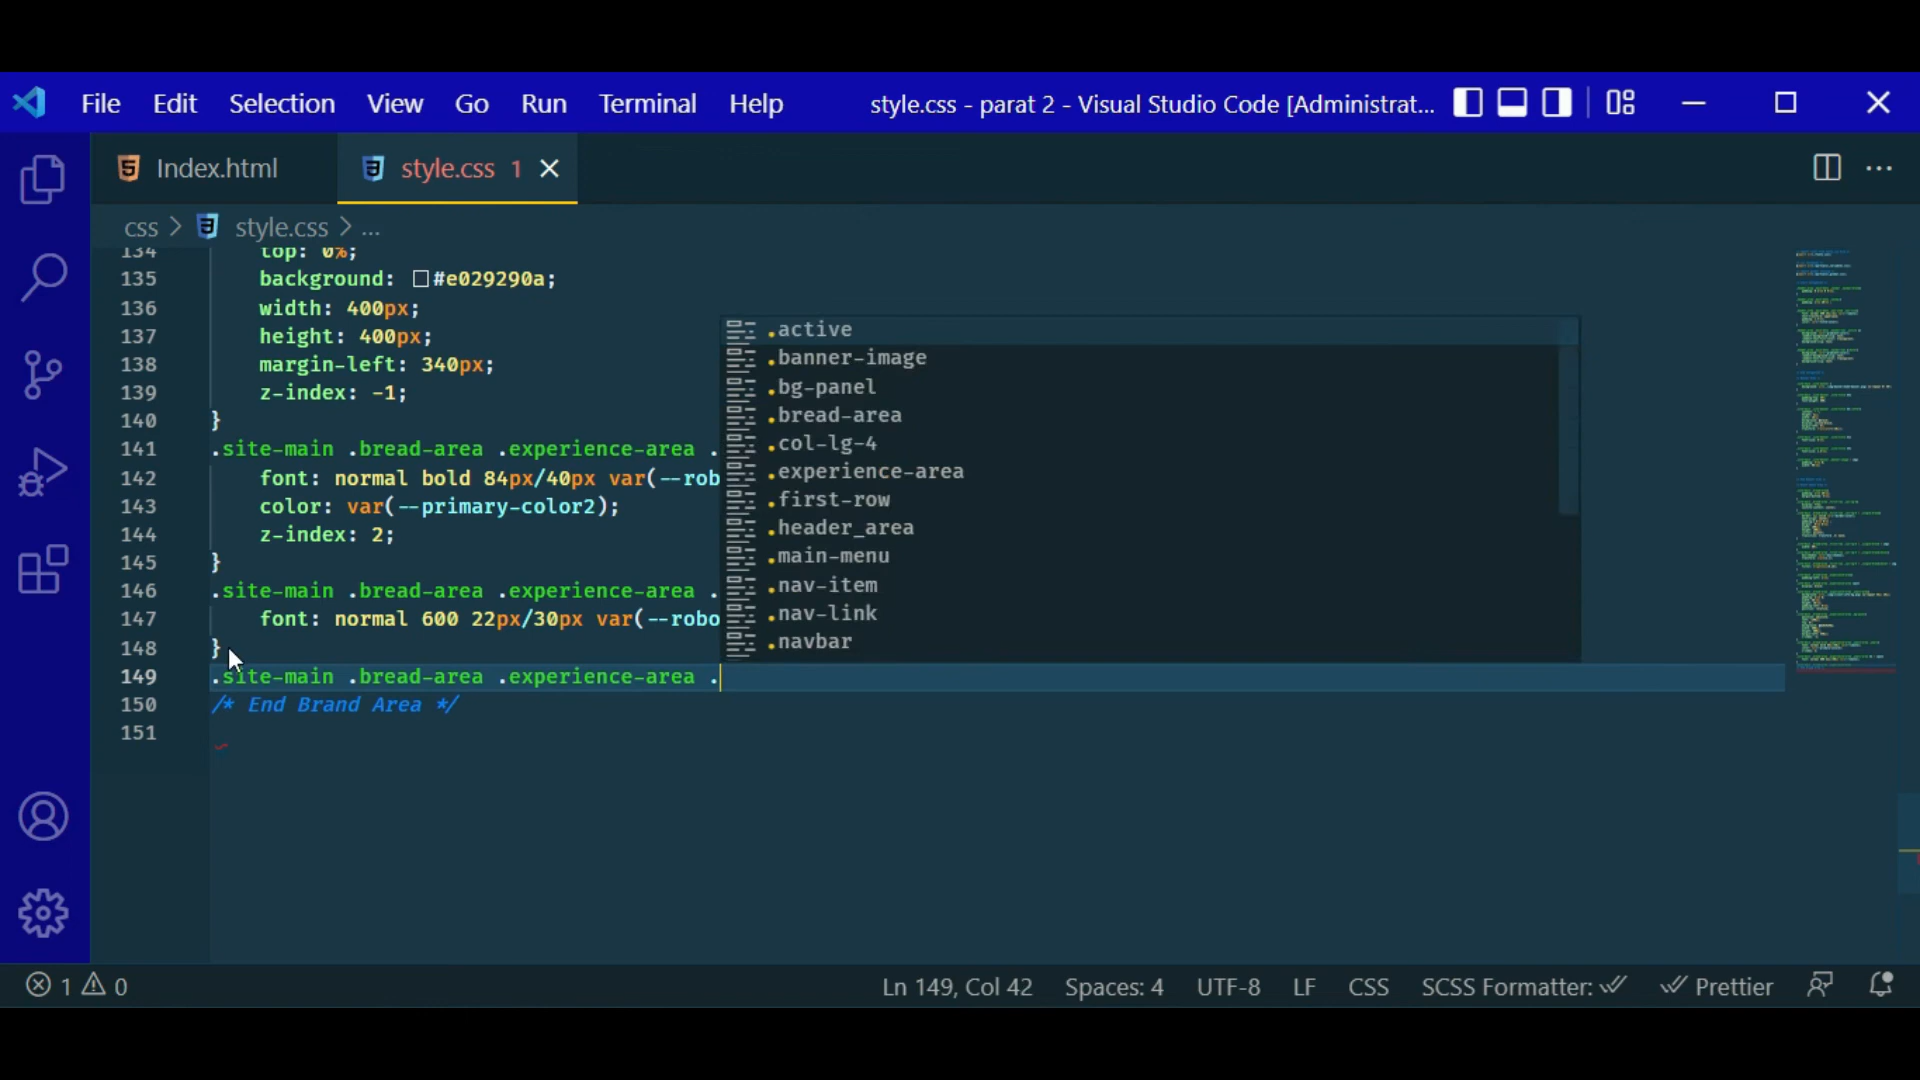 File Edit Selection View Go Run Terminal Help style.css - parat 2 - Visual Studio Code [Administrat...
Index.html style.css 1
css > style.css > ...
134 top: 0%;
135 background: #e029290a;
136 width: 400px;
137 height: 400px;
138 margin-left: 340px;
139 z-index: -1;
140 }
141 .site-main .bread-area .experience-area .
142 font: normal bold 84px/40px var(--rob
143 color: var(--primary-color2);
144 z-index: 2;
145 }
146 .site-main .bread-area .experience-area .
147 font: normal 600 22px/30px var(--robo
148 }
149 .site-main .bread-area .experience-area .
150 /* End Brand Area */
151
.active
.banner-image
.bg-panel
.bread-area
.col-lg-4
.experience-area
.first-row
.header_area
.main-menu
.nav-item
.nav-link
.navbar
1 0 Ln 149, Col 42 Spaces: 4 UTF-8 LF CSS SCSS Formatter: Prettier